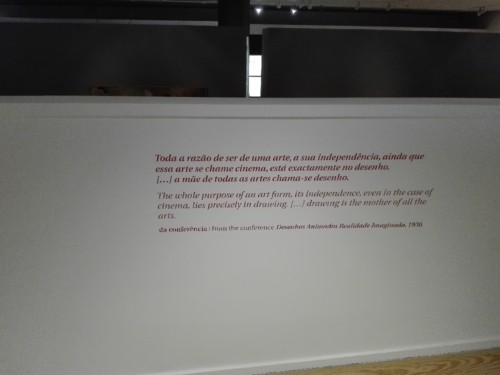 Toda a razão de ser de uma arte, a sua independência, ainda que
essa arte se chame cinema, está exactamente no desenho.
[...] a mãe de todas as artes chama-se desenho.
The whole purpose of an art form, its independence, even in the case of
cinema, lies precisely in drawing. [...] drawing is the mother of all the
arts.
da conferência | from the conference Desenhos Animados Realidade Imaginada, 1936